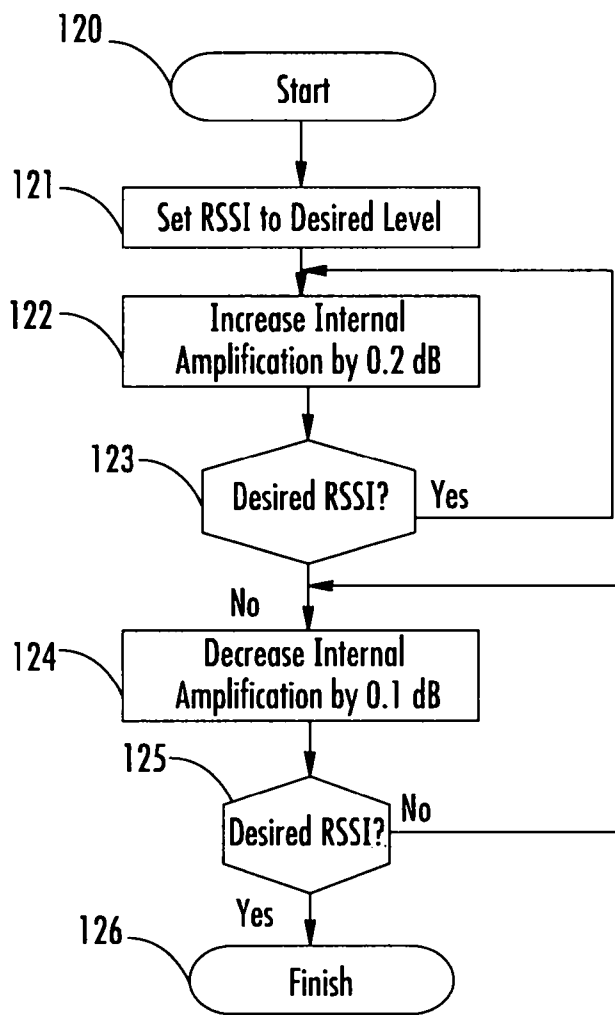 120
Start
121
Set RSSI to Desired Level
122
Increase Internal
Amplification by 0.2 dB
123
Desired RSSI?
Yes
No
124
Decrease Internal
Amplification by 0.1 dB
125
Desired RSSI?
No
Yes
126
Finish